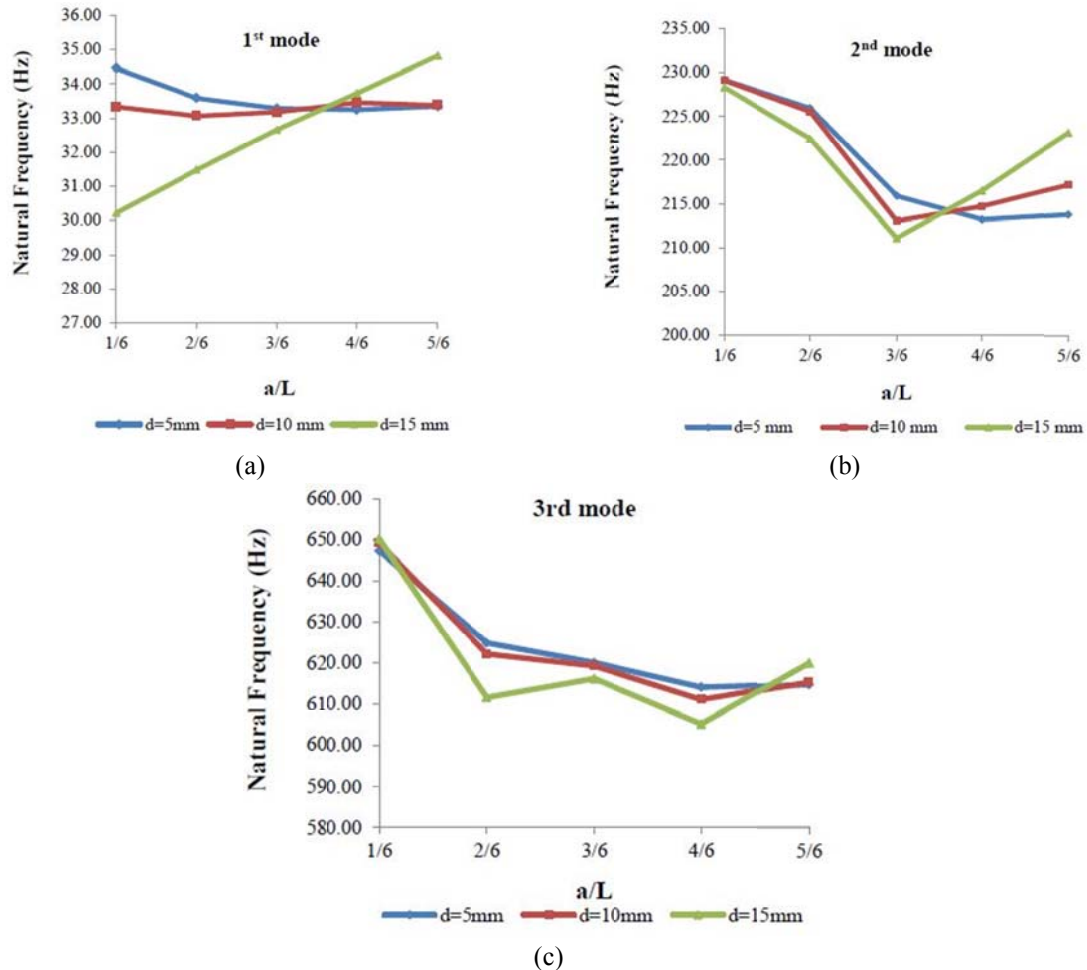 1st mode
Natural Frequency (Hz)
36.00
35.00
34.00
33.00
32.00
31.00
30.00
29.00
28.00
27.00
1/6 2/6 3/6 4/6 5/6
a/L
d=5mm d=10 mm d=15 mm
(a)
2nd mode
Natural Frequency (Hz)
235.00
230.00
225.00
220.00
215.00
210.00
205.00
200.00
1/6 2/6 3/6 4/6 5/6
a/L
d=5 mm d=10 mm d=15 mm
(b)
3rd mode
Natural Frequency (Hz)
660.00
650.00
640.00
630.00
620.00
610.00
600.00
590.00
580.00
1/6 2/6 3/6 4/6 5/6
a/L
d=5mm d=10mm d=15mm
(c)